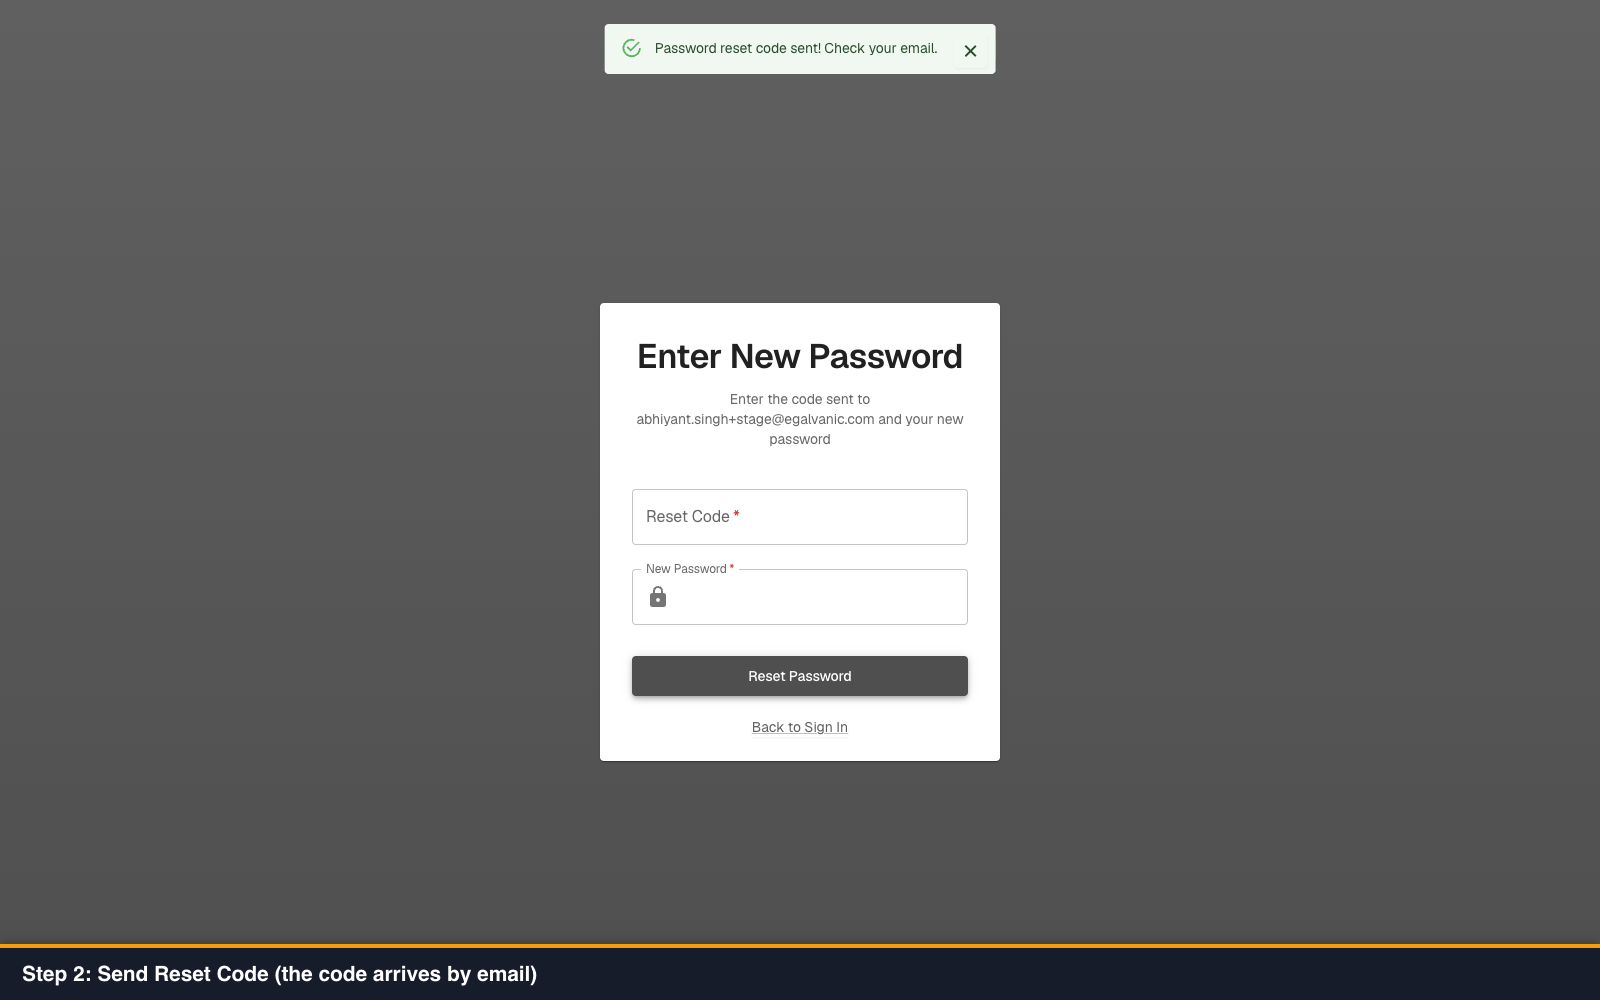 Password reset code sent! Check your email.
Enter New Password
Enter the code sent to
abhiyant.singh+stage@egalvanic.com and your new
password
Reset Code *
New Password *
Reset Password
Back to Sign In
Step 2: Send Reset Code (the code arrives by email)